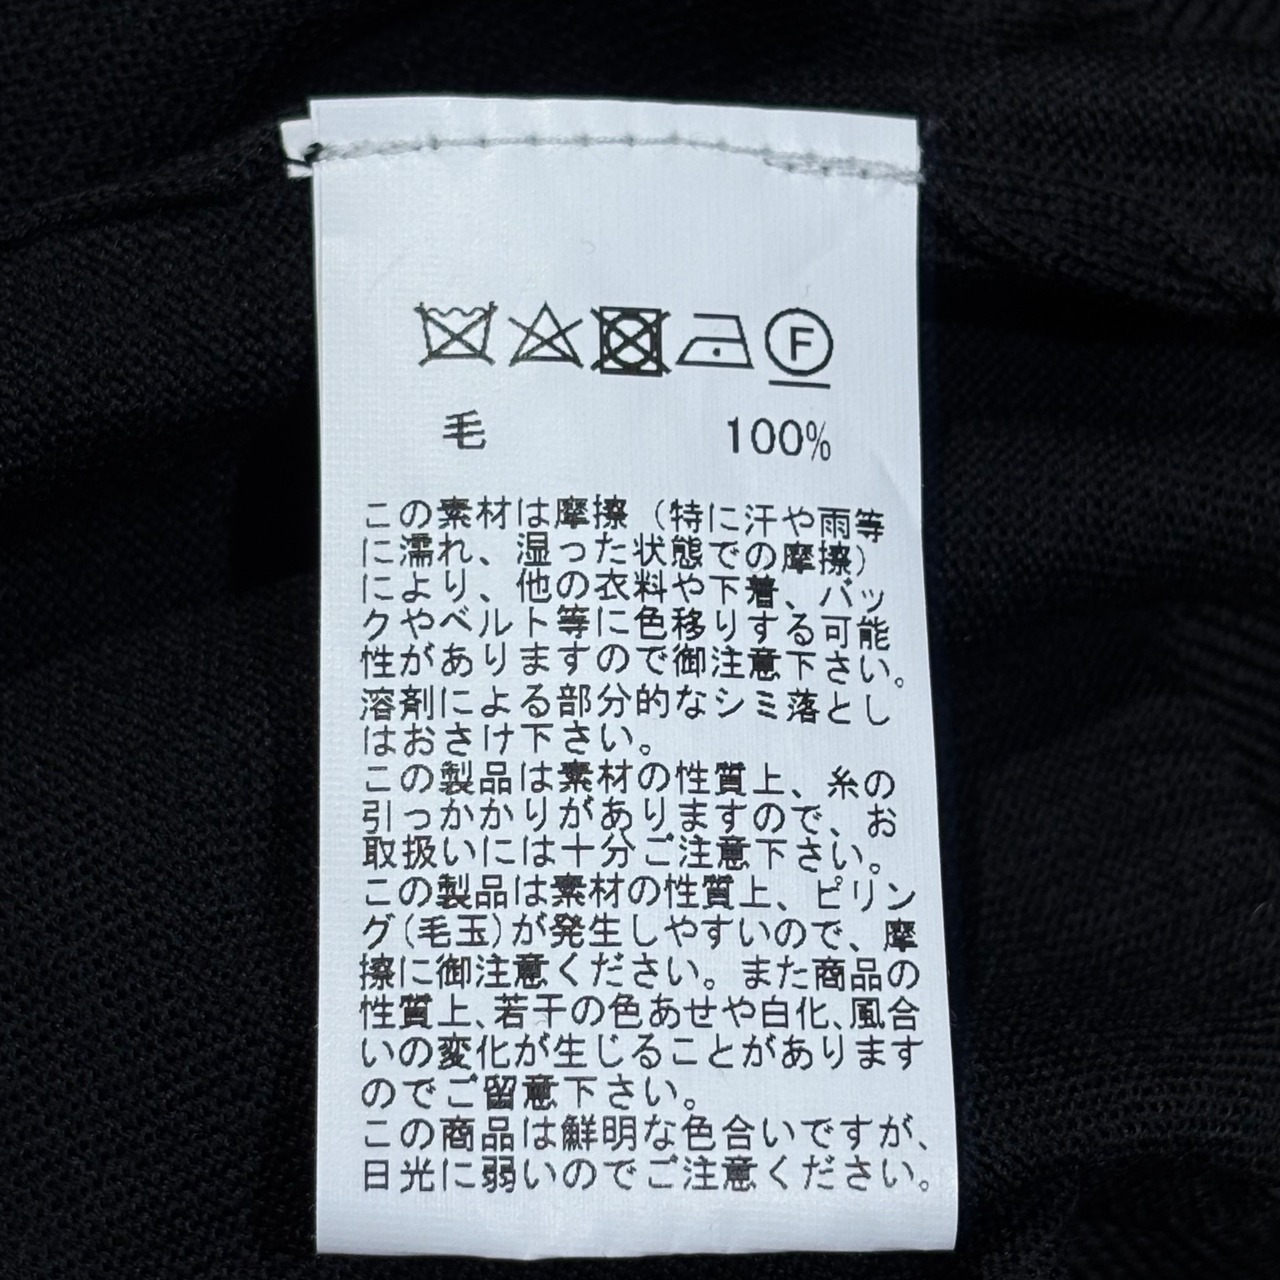 F
毛 100%
この素材は摩擦（特に汗や雨等
に濡れ、湿った状態での摩擦）
により、他の衣料や下着、バッ
クやベルト等に色移りする可能
性がありますので御注意下さい。
溶剤による部分的なシミ落とし
はおさけ下さい。
この製品は素材の性質上、糸の
引っかかりがありますので、お
取扱いには十分ご注意下さい。
この製品は素材の性質上、ピリン
グ(毛玉)が発生しやすいので、摩
擦に御注意ください。また商品の
性質上、若干の色あせや白化、風合
いの変化が生じることがあります
のでご留意下さい。
この商品は鮮明な色合いですが、
日光に弱いのでご注意ください。